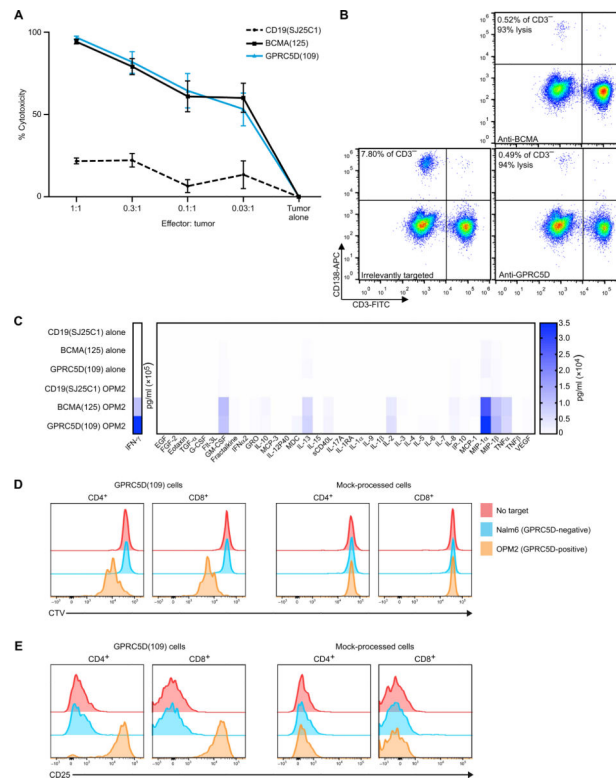 A
CD19(SJ25C1)
BCMA(125)
GPRC5D(109)
% Cytotoxicity
100
50
0
1:1
0.3:1
0.1:1
0.03:1
Tumor alone
Effector: tumor
B
0.52% of CD3⁻
93% lysis
Anti-BCMA
7.80% of CD3⁻
Irrelevantly targeted
0.49% of CD3⁻
94% lysis
Anti-GPRC5D
CD138-APC
CD3-FITC
C
CD19(SJ25C1) alone
BCMA(125) alone
GPRC5D(109) alone
CD19(SJ25C1) OPM2
BCMA(125) OPM2
GPRC5D(109) OPM2
pg/ml (×10⁵)
3.5
3.0
2.5
2.0
1.5
1.0
0.5
0
pg/ml (×10⁴)
IFN-γ
EGF
FGF-2
Eotaxin
TGF-α
G-CSF
Flt-3L
GM-CSF
Fractalkine
IFNα2
GRO
IL-10
MCP-3
IL-12P40
MDC
IL-13
IL-15
sCD40L
IL-17A
IL-1RA
IL-1α
IL-9
IL-1β
IL-2
IL-3
IL-4
IL-5
IL-6
IL-7
IL-8
IP-10
MCP-1
MIP-1α
MIP-1β
TNFα
TNFβ
VEGF
D
GPRC5D(109) cells
Mock-processed cells
CD4⁺
CD8⁺
CD4⁺
CD8⁺
No target
Nalm6 (GPRC5D-negative)
OPM2 (GPRC5D-positive)
CTV
E
GPRC5D(109) cells
Mock-processed cells
CD4⁺
CD8⁺
CD4⁺
CD8⁺
CD25